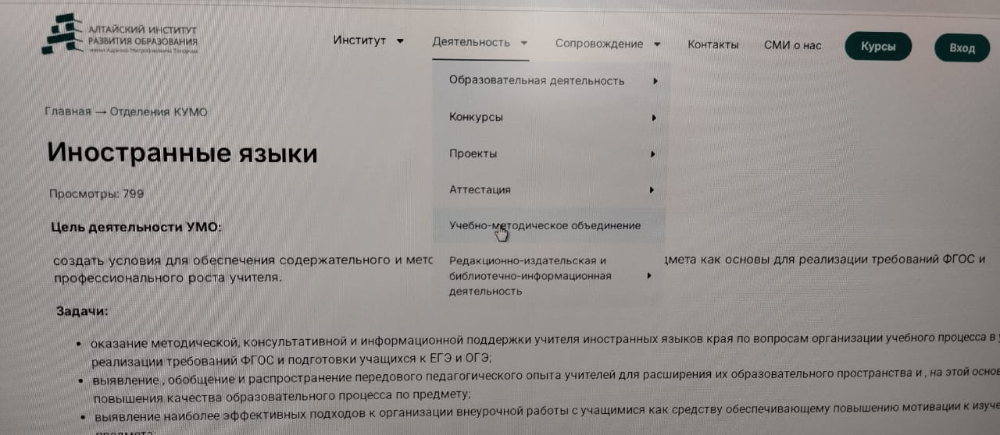 АЛТАЙСКИЙ ИНСТИТУТ
РАЗВИТИЯ ОБРАЗОВАНИЯ
имени Адриана Митрофановича Топорова
Институт
Деятельность
Сопровождение
Контакты
СМИ о нас
Курсы
Вход
Образовательная деятельность
Конкурсы
Проекты
Аттестация
Учебно-методическое объединение
Редакционно-издательская и
библиотечно-информационная
деятельность
Главная → Отделения КУМО
Иностранные языки
Просмотры: 799
Цель деятельности УМО:
создать условия для обеспечения содержательного и мето дмета как основы для реализации требований ФГОС и
профессионального роста учителя.
Задачи:
• оказание методической, консультативной и информационной поддержки учителя иностранных языков края по вопросам организации учебного процесса в
реализации требований ФГОС и подготовки учащихся к ЕГЭ и ОГЭ;
• выявление , обобщение и распространение передового педагогического опыта учителей для расширения их образовательного пространства и , на этой основ
повышения качества образовательного процесса по предмету;
• выявление наиболее эффективных подходов к организации внеурочной работы с учащимися как средству обеспечивающему повышению мотивации к изуче
предмета;